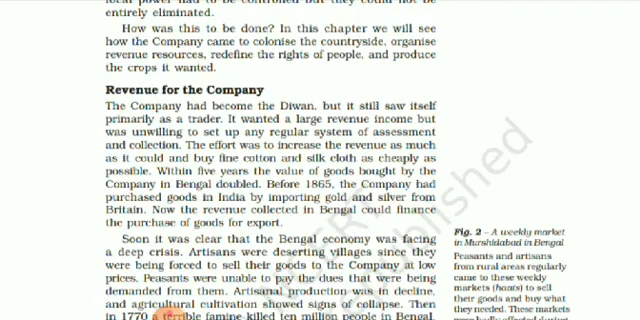 entirely eliminated.
How was this to be done? In this chapter we will see
how the Company came to colonise the countryside, organise
revenue resources, redefine the rights of people, and produce
the crops it wanted.
Revenue for the Company
The Company had become the Diwan, but it still saw itself
primarily as a trader. It wanted a large revenue income but
was unwilling to set up any regular system of assessment
and collection. The effort was to increase the revenue as much
as it could and buy fine cotton and silk cloth as cheaply as
possible. Within five years the value of goods bought by the
Company in Bengal doubled. Before 1865, the Company had
purchased goods in India by importing gold and silver from
Britain. Now the revenue collected in Bengal could finance
the purchase of goods for export.
Soon it was clear that the Bengal economy was facing
a deep crisis. Artisans were deserting villages since they
were being forced to sell their goods to the Company at low
prices. Peasants were unable to pay the dues that were being
demanded from them. Artisanal production was in decline,
and agricultural cultivation showed signs of collapse. Then
in 1770 a terrible famine killed ten million people in Bengal.
Fig. 2 – A weekly market
in Murshidabad in Bengal
Peasants and artisans
from rural areas regularly
came to these weekly
markets (haats) to sell
their goods and buy what
they needed. These markets
were badly affected during
published